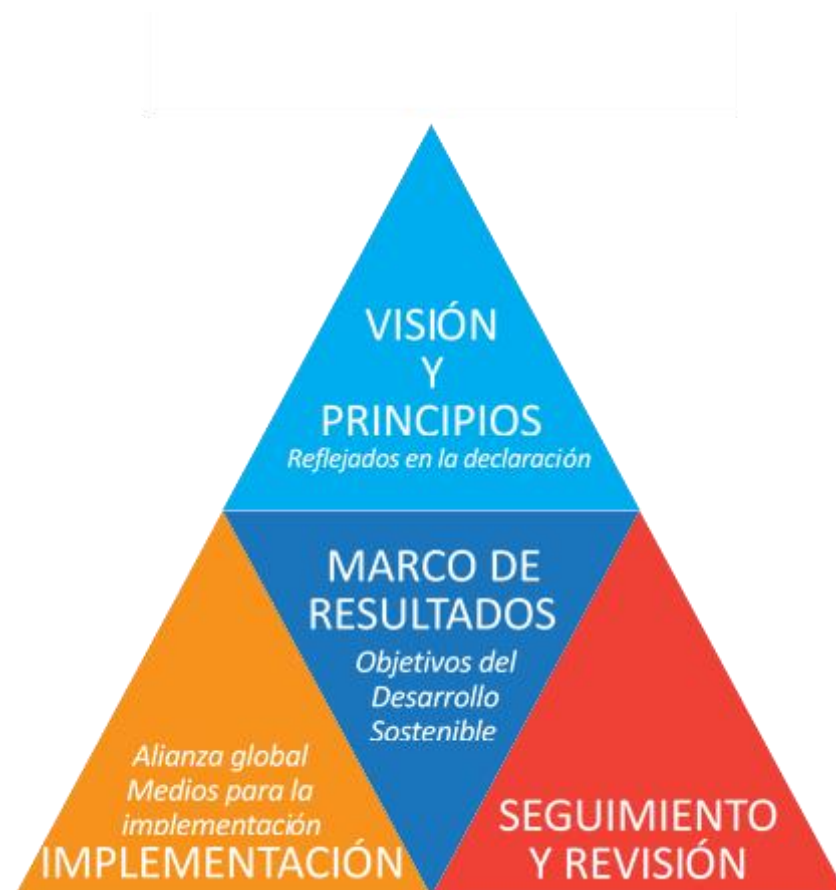 VISIÓN
Y
PRINCIPIOS
Reflejados en la declaración
MARCO DE
RESULTADOS
Objetivos del
Desarrollo
Sostenible
Alianza global
Medios para la
implementación
IMPLEMENTACIÓN
SEGUIMIENTO
Y REVISIÓN